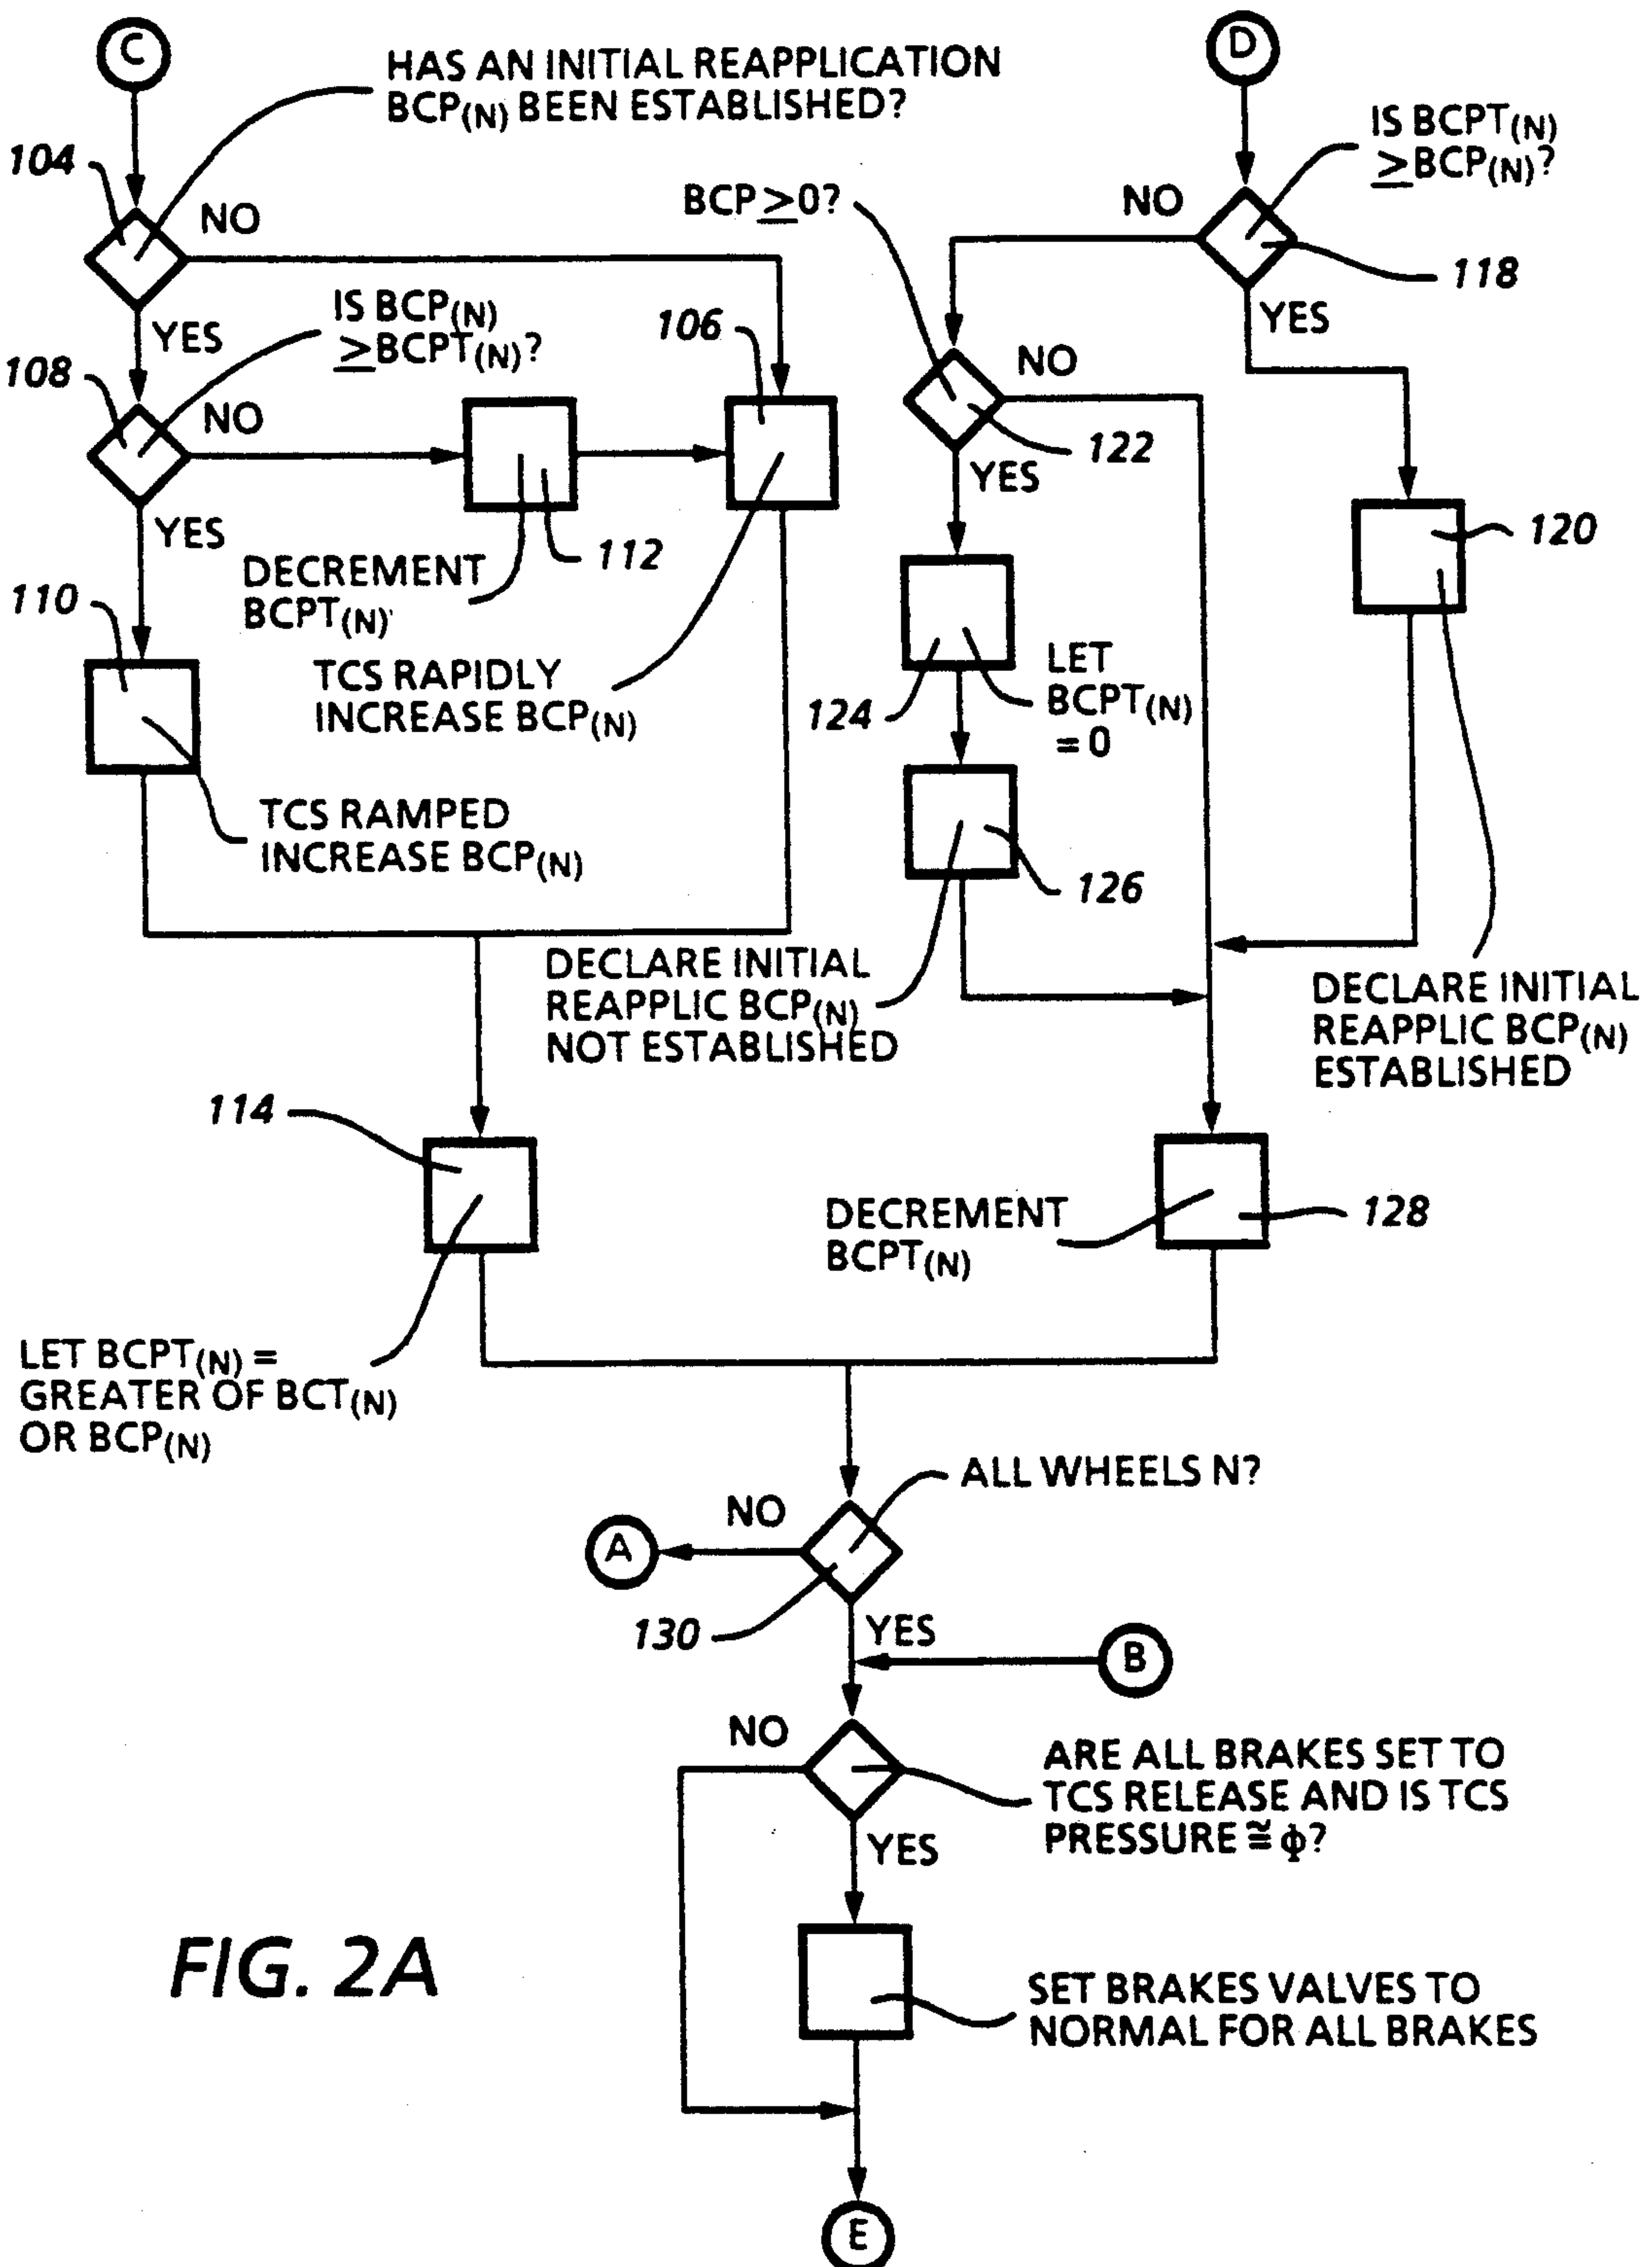 C
D
HAS AN INITIAL REAPPLICATION
BCP(N) BEEN ESTABLISHED?
IS BCPT(N)
≥BCP(N)?
104
NO
BCP≥0?
NO
118
YES
IS BCP(N)
≥BCPT(N)?
106
YES
108
NO
NO
122
YES
YES
120
DECREMENT
BCPT(N)
112
110
TCS RAPIDLY
INCREASE BCP(N)
124
LET
BCPT(N)
= 0
TCS RAMPED
INCREASE BCP(N)
126
DECLARE INITIAL
REAPPLIC BCP(N)
NOT ESTABLISHED
DECLARE INITIAL
REAPPLIC BCP(N)
ESTABLISHED
114
DECREMENT
BCPT(N)
128
LET BCPT(N) =
GREATER OF BCT(N)
OR BCP(N)
ALL WHEELS N?
NO
A
130
YES
B
NO
ARE ALL BRAKES SET TO
TCS RELEASE AND IS TCS
PRESSURE ≅ ϕ?
YES
FIG. 2A
SET BRAKES VALVES TO
NORMAL FOR ALL BRAKES
E